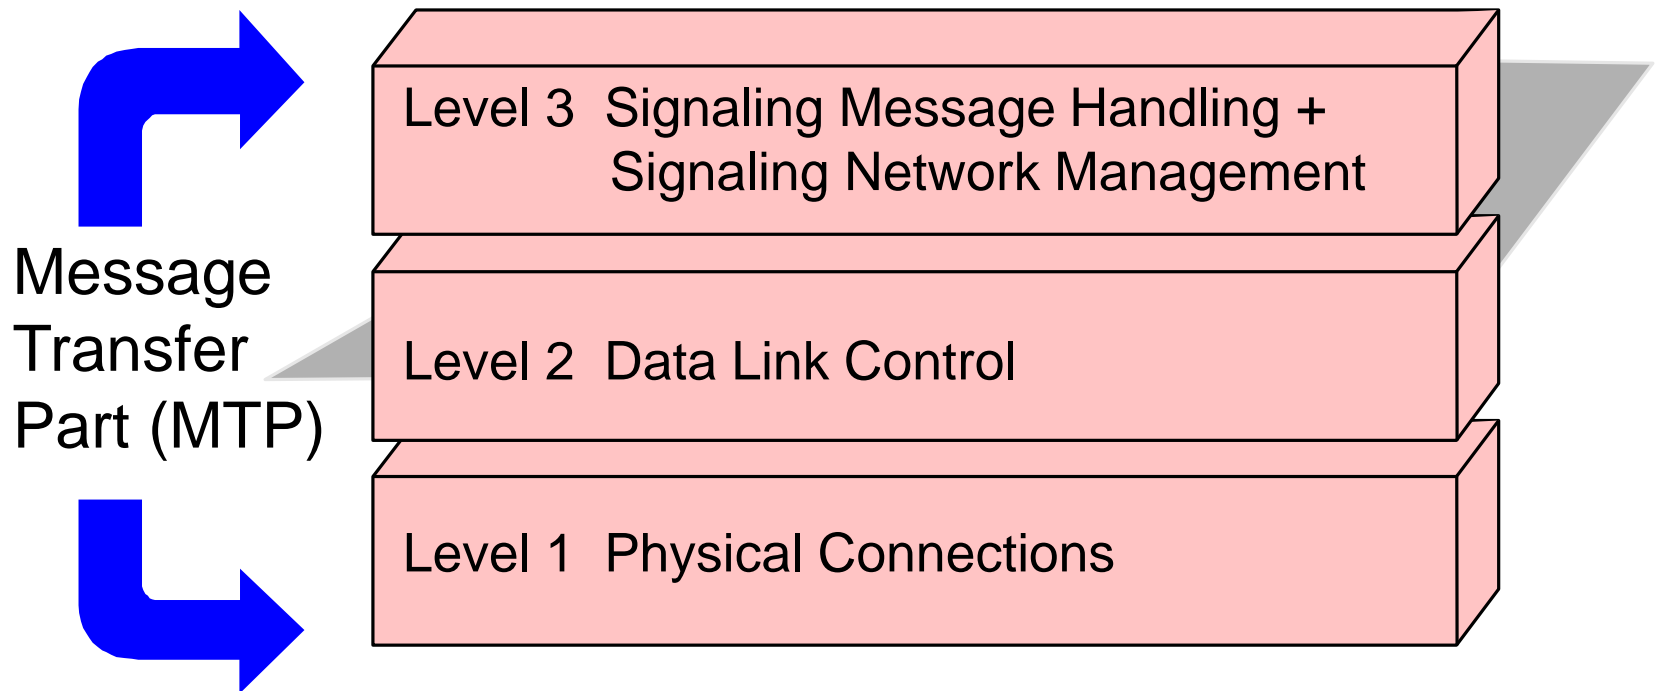 Level 3 Signaling Message Handling +
Signaling Network Management
Message
Transfer
Part (MTP)
Level 2 Data Link Control
Level 1 Physical Connections